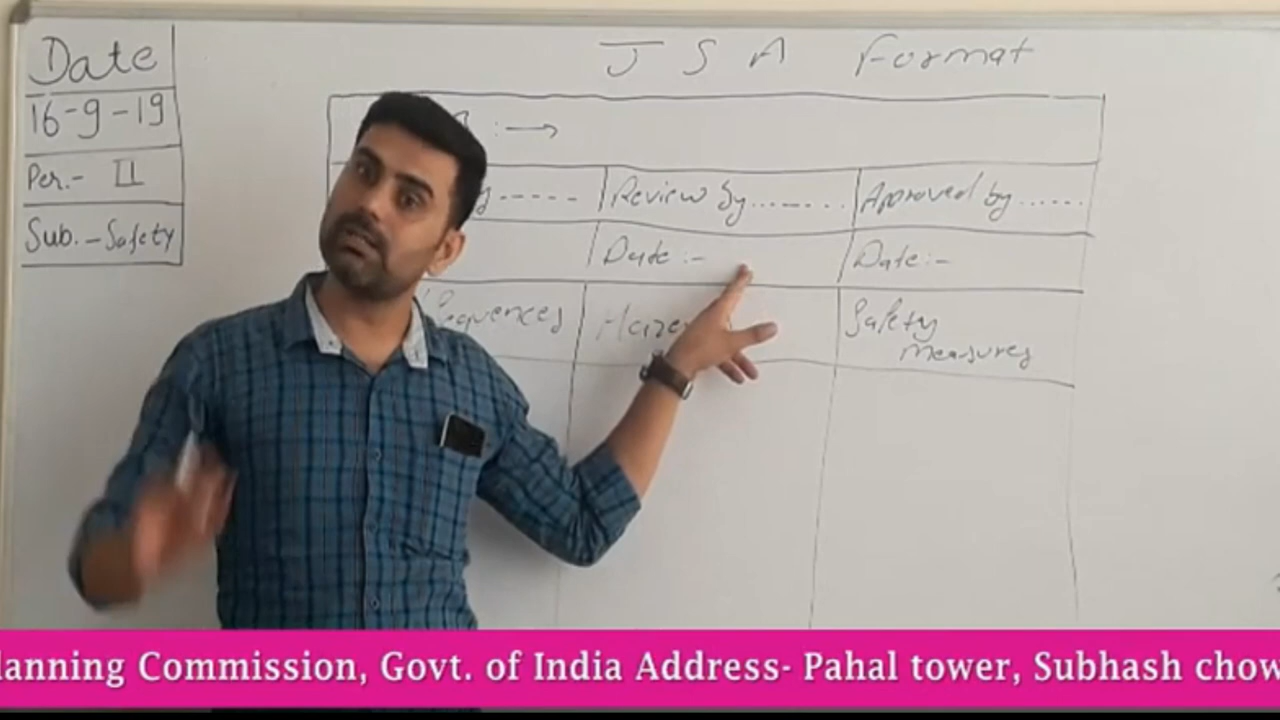 Date
16-9-19
Per.- II
Sub.-Safety
J S A Format
:→
Review by........
Approved by......
Date :-
Date:-
Sequences
Safety
Measures
lanning Commission, Govt. of India Address- Pahal tower, Subhash chow